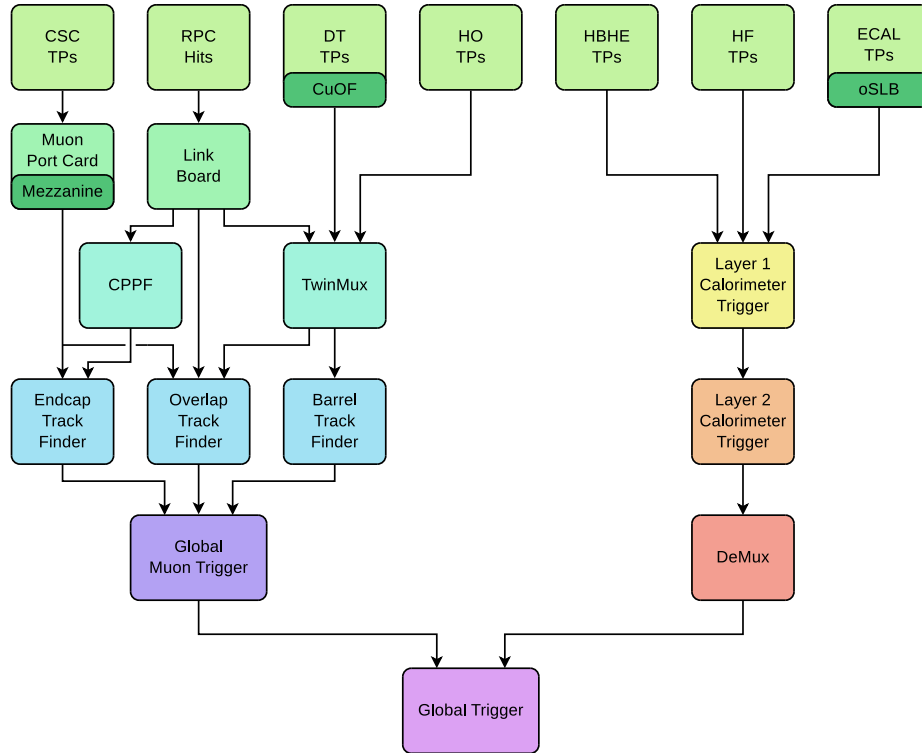 CSC
TPs
RPC
Hits
DT
TPs
CuOF
HO
TPs
HBHE
TPs
HF
TPs
ECAL
TPs
oSLB
Muon
Port Card
Mezzanine
Link
Board
CPPF
TwinMux
Layer 1
Calorimeter
Trigger
Endcap
Track
Finder
Overlap
Track
Finder
Barrel
Track
Finder
Layer 2
Calorimeter
Trigger
Global
Muon Trigger
DeMux
Global Trigger